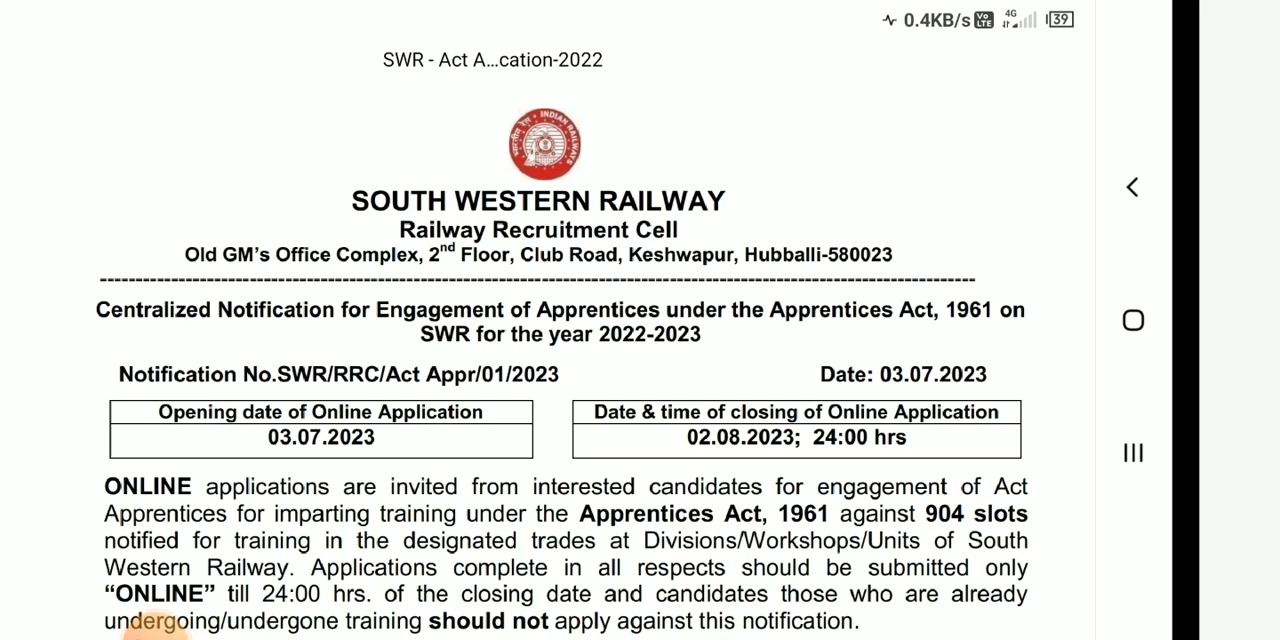 0.4KB/s Vo LTE 4G 39
SWR - Act A...cation-2022
INDIAN RAILWAYS
SOUTH WESTERN RAILWAY
Railway Recruitment Cell
Old GM’s Office Complex, 2nd Floor, Club Road, Keshwapur, Hubballi-580023
Centralized Notification for Engagement of Apprentices under the Apprentices Act, 1961 on
SWR for the year 2022-2023
Notification No.SWR/RRC/Act Appr/01/2023 Date: 03.07.2023
Opening date of Online Application Date & time of closing of Online Application
03.07.2023 02.08.2023; 24:00 hrs
ONLINE applications are invited from interested candidates for engagement of Act
Apprentices for imparting training under the Apprentices Act, 1961 against 904 slots
notified for training in the designated trades at Divisions/Workshops/Units of South
Western Railway. Applications complete in all respects should be submitted only
“ONLINE” till 24:00 hrs. of the closing date and candidates those who are already
undergoing/undergone training should not apply against this notification.